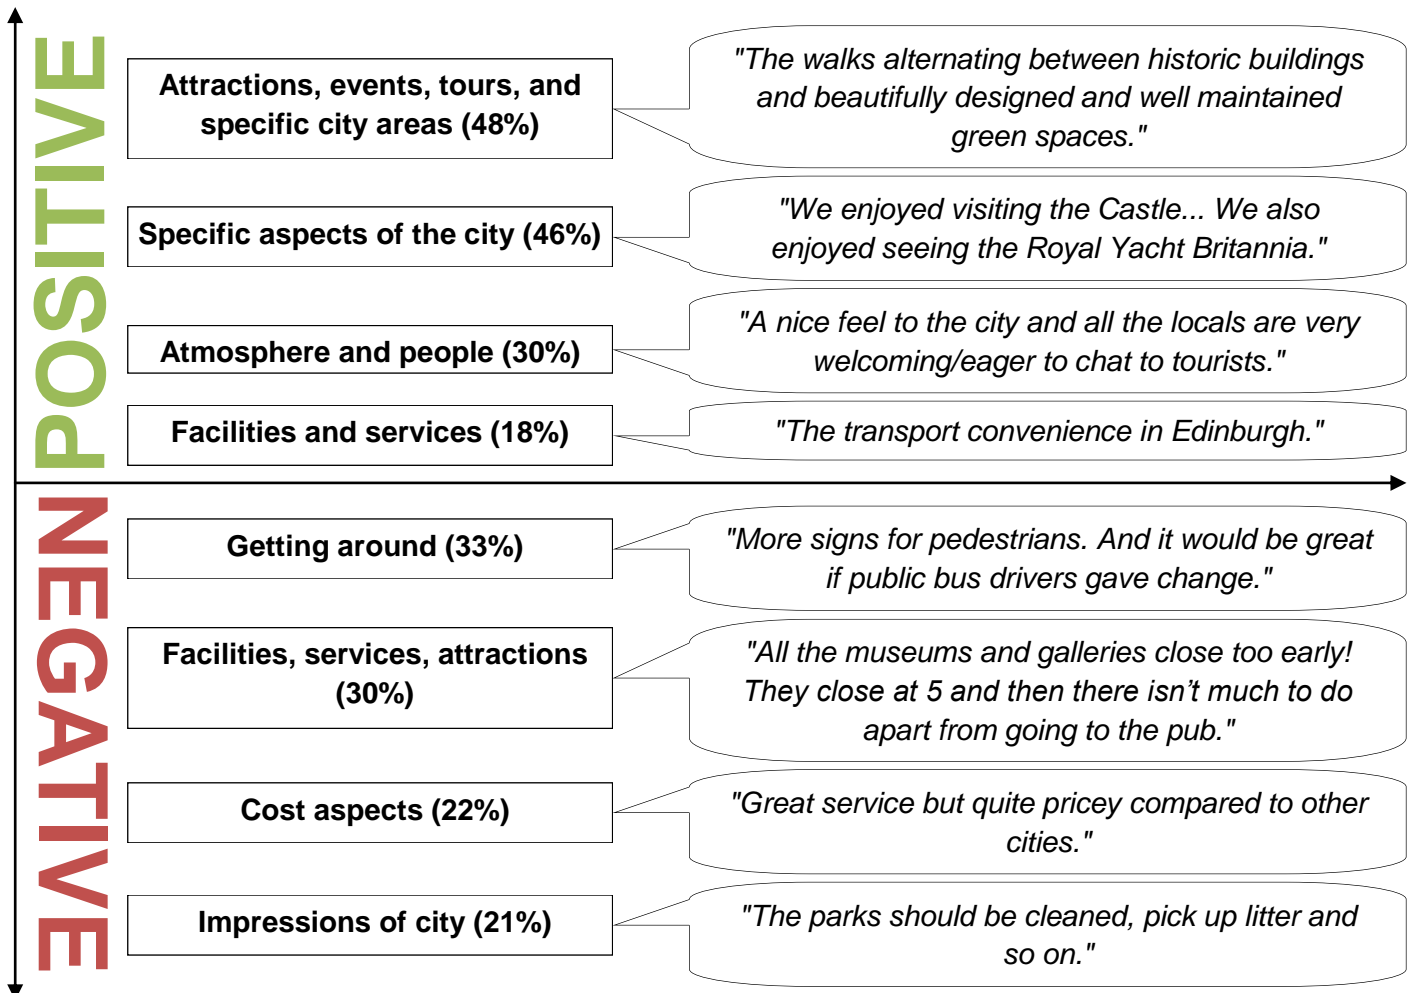 POSITIVE
Attractions, events, tours, and
specific city areas (48%)
"The walks alternating between historic buildings
and beautifully designed and well maintained
green spaces."
Specific aspects of the city (46%)
"We enjoyed visiting the Castle... We also
enjoyed seeing the Royal Yacht Britannia."
Atmosphere and people (30%)
"A nice feel to the city and all the locals are very
welcoming/eager to chat to tourists."
Facilities and services (18%)
"The transport convenience in Edinburgh."
NEGATIVE
Getting around (33%)
"More signs for pedestrians. And it would be great
if public bus drivers gave change."
Facilities, services, attractions
(30%)
"All the museums and galleries close too early!
They close at 5 and then there isn’t much to do
apart from going to the pub."
Cost aspects (22%)
"Great service but quite pricey compared to other
cities."
Impressions of city (21%)
"The parks should be cleaned, pick up litter and
so on."